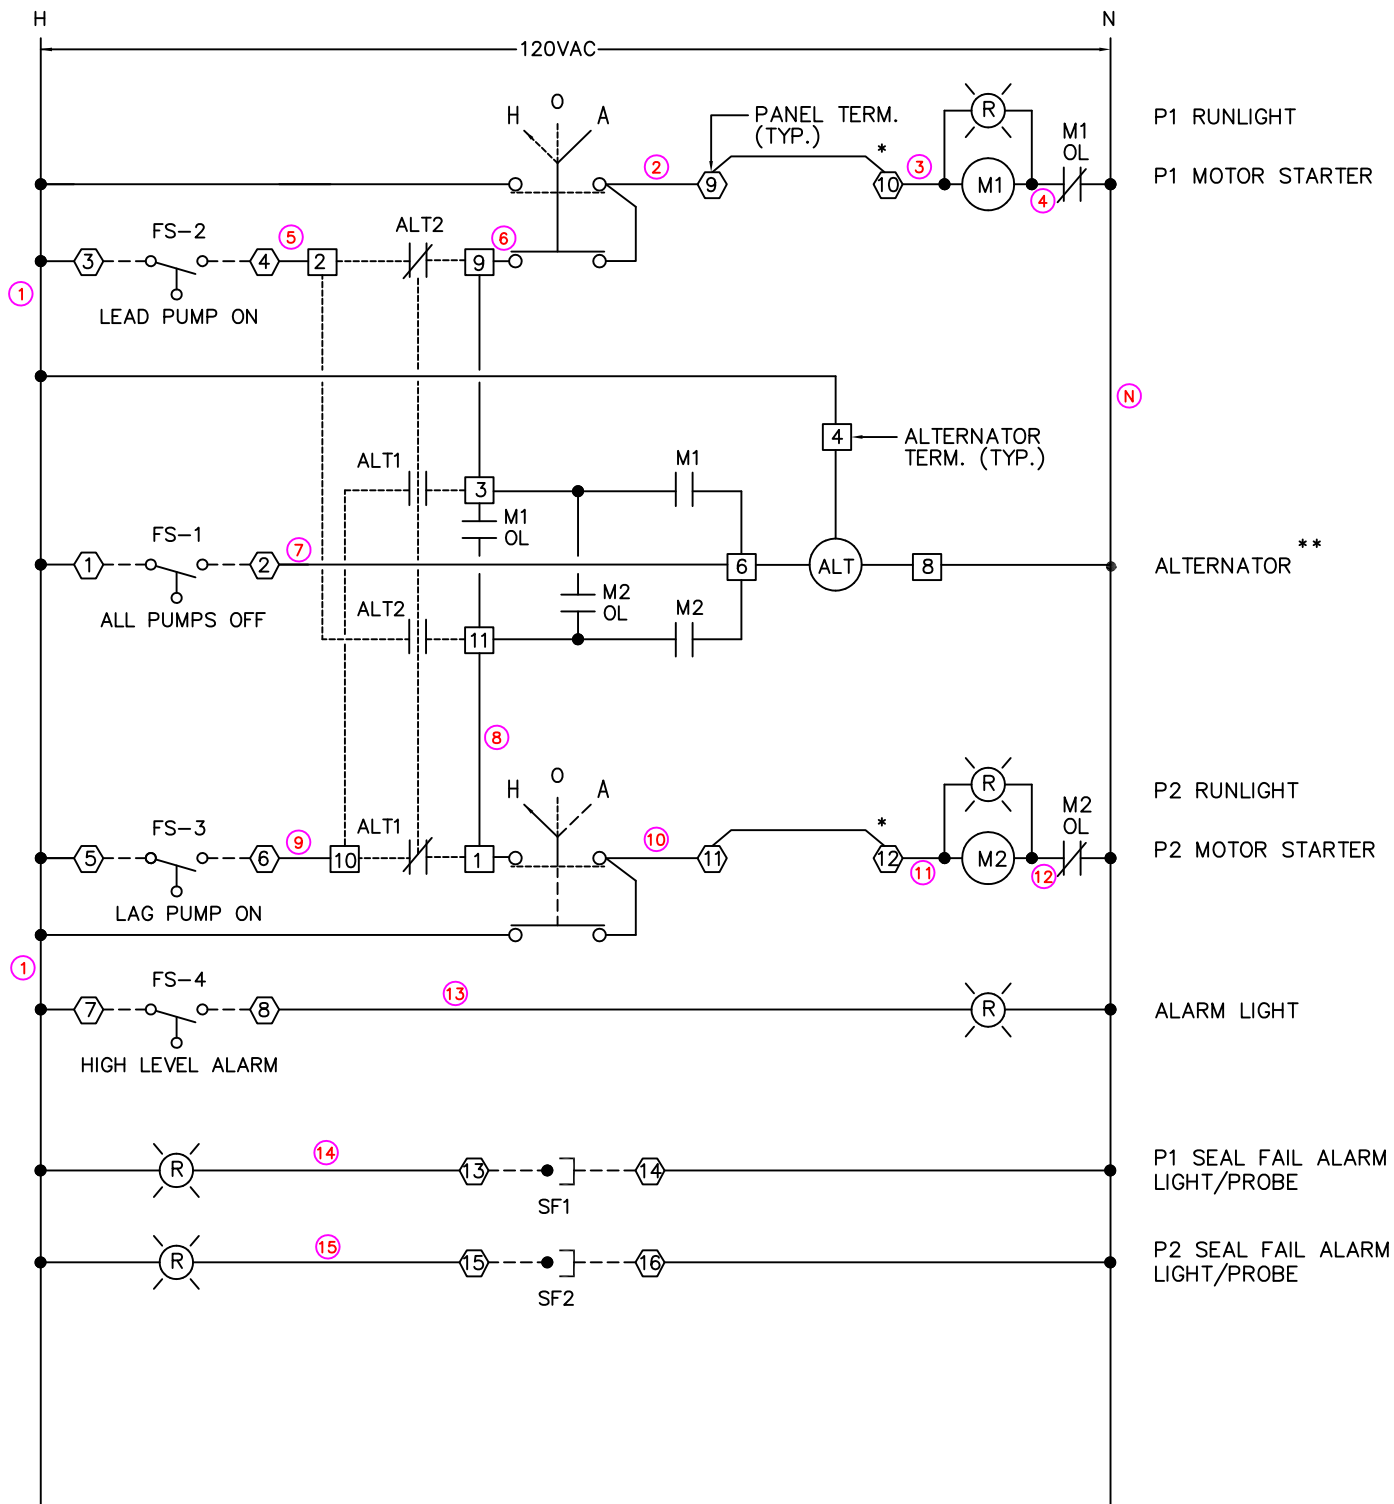 H
N
120VAC
H
O
A
PANEL TERM.
(TYP.)
*
R
M1
OL
P1 RUNLIGHT
2
9
10
3
M1
4
P1 MOTOR STARTER
FS-2
5
ALT2
6
3
4
2
9
1
LEAD PUMP ON
N
4
ALTERNATOR
TERM. (TYP.)
ALT1
3
M1
M1
OL
FS-1
7
1
2
6
ALT
8
ALTERNATOR **
ALL PUMPS OFF
ALT2
11
M2
OL
M2
8
H
O
A
R
P2 RUNLIGHT
FS-3
9
ALT1
10
*
M2
OL
5
6
10
1
11
12
11
M2
12
P2 MOTOR STARTER
LAG PUMP ON
1
FS-4
13
7
8
R
ALARM LIGHT
HIGH LEVEL ALARM
R
14
13
14
SF1
P1 SEAL FAIL ALARM
LIGHT/PROBE
R
15
15
16
SF2
P2 SEAL FAIL ALARM
LIGHT/PROBE